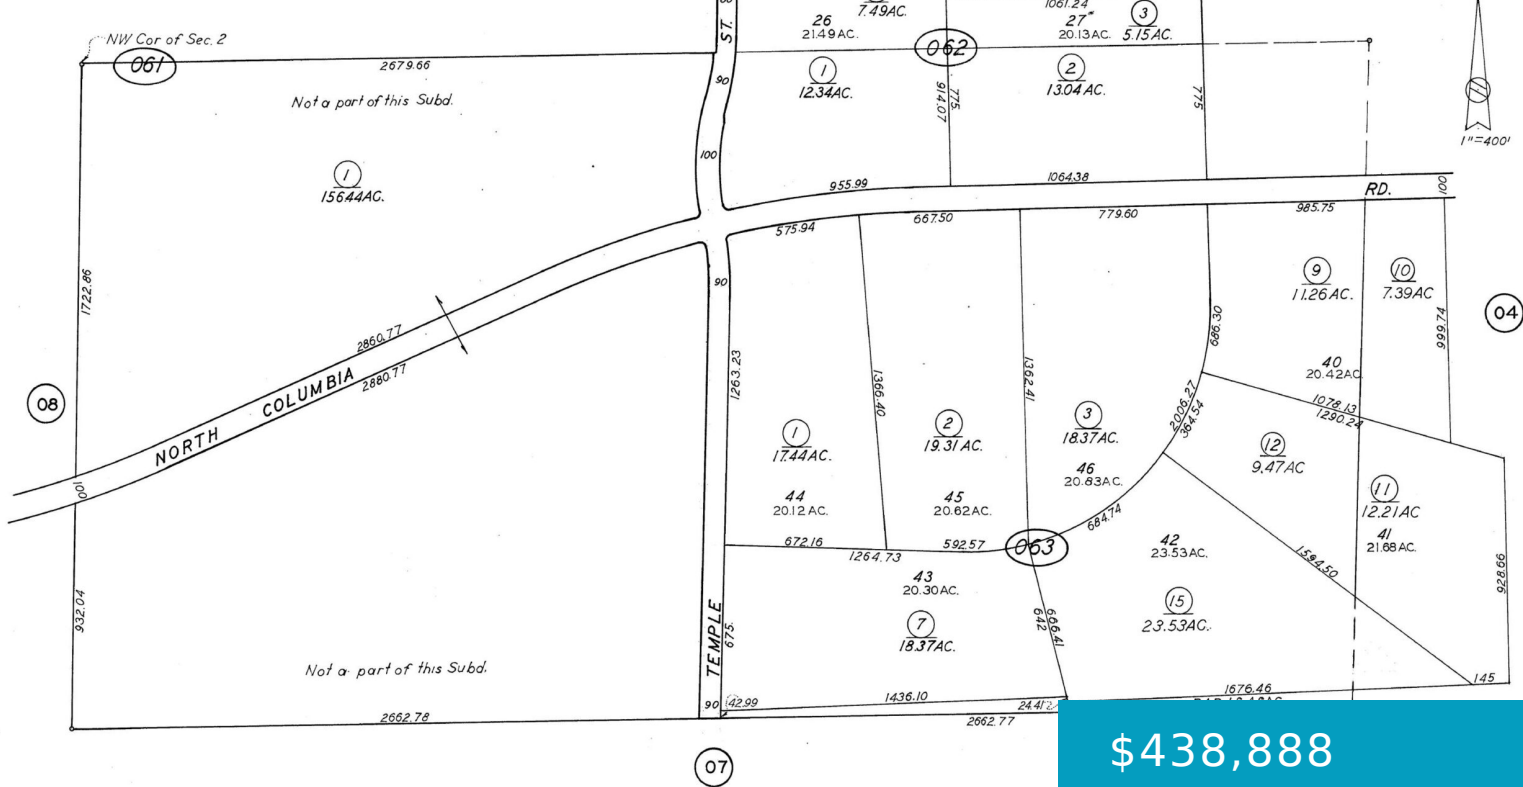 1061.24
7.49AC.
26
21.49AC.
27*
20.13AC.
3
5.15AC.
ST.
NW Cor of Sec. 2
061
2679.66
062
1
12.34AC.
2
13.04AC.
90
775
914.07
775
1"=400'
Not a part of this Subd.
100
1
156.44AC.
955.99
1064.38
RD.
100
575.94
667.50
779.60
985.75
1722.86
90
9
11.26AC.
10
7.39AC
04
686.30
999.74
2860.77
2880.77
1263.23
1366.40
1362.41
40
20.42AC.
08
NORTH COLUMBIA
2006.27
364.54
1078.13
1290.24
1
17.44AC.
2
19.31AC.
3
18.37AC.
12
9.47AC
100
44
20.12AC.
45
20.62AC.
46
20.83AC.
11
12.21AC
684.74
41
21.68AC.
672.16
592.57
1264.73
063
42
23.53AC.
1594.50
928.66
43
20.30AC.
932.04
TEMPLE
675.
7
18.37AC.
666.41
642
15
23.53AC.
Not a part of this Subd.
145
90
42.99
1436.10
24.41
1676.46
2662.78
2662.77
07
$438,888